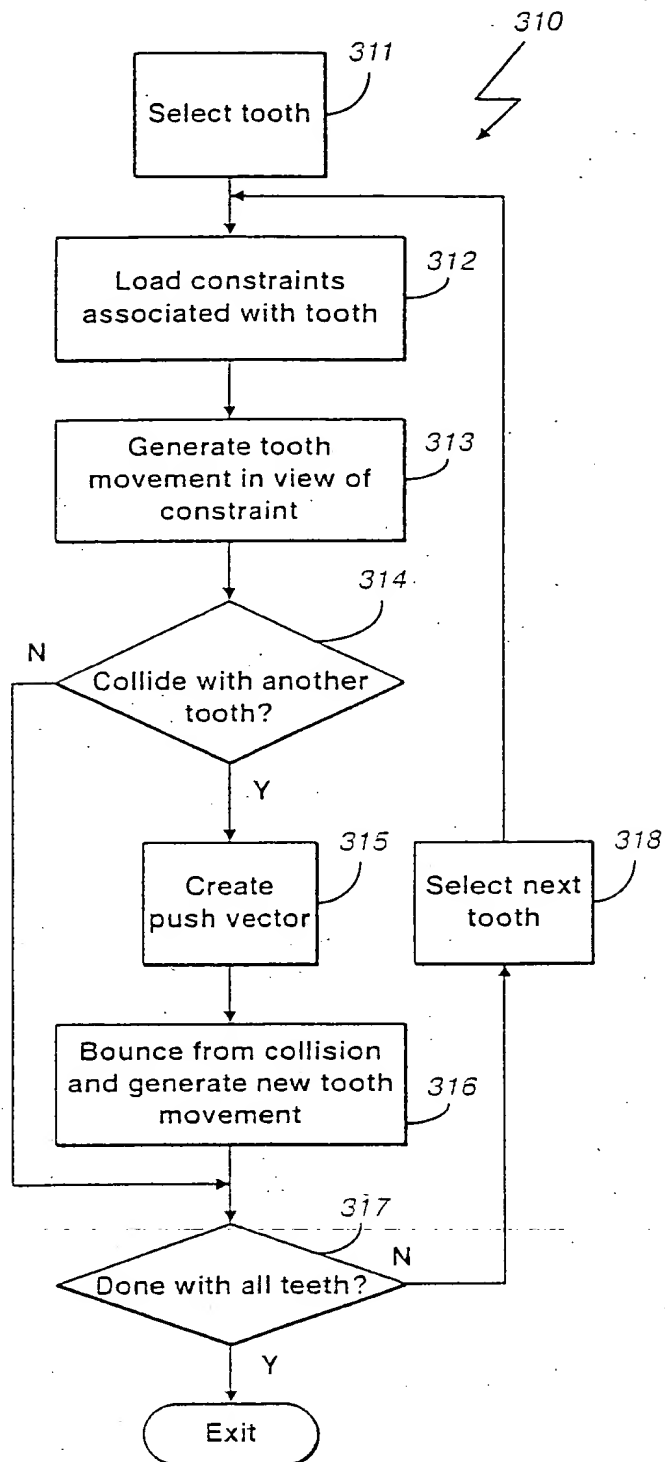 310
311
Select tooth
312
Load constraints
associated with tooth
313
Generate tooth
movement in view of
constraint
314
N
Collide with another
tooth?
Y
315
Create
push vector
318
Select next
tooth
Bounce from collision
and generate new tooth
movement
316
317
N
Done with all teeth?
Y
Exit